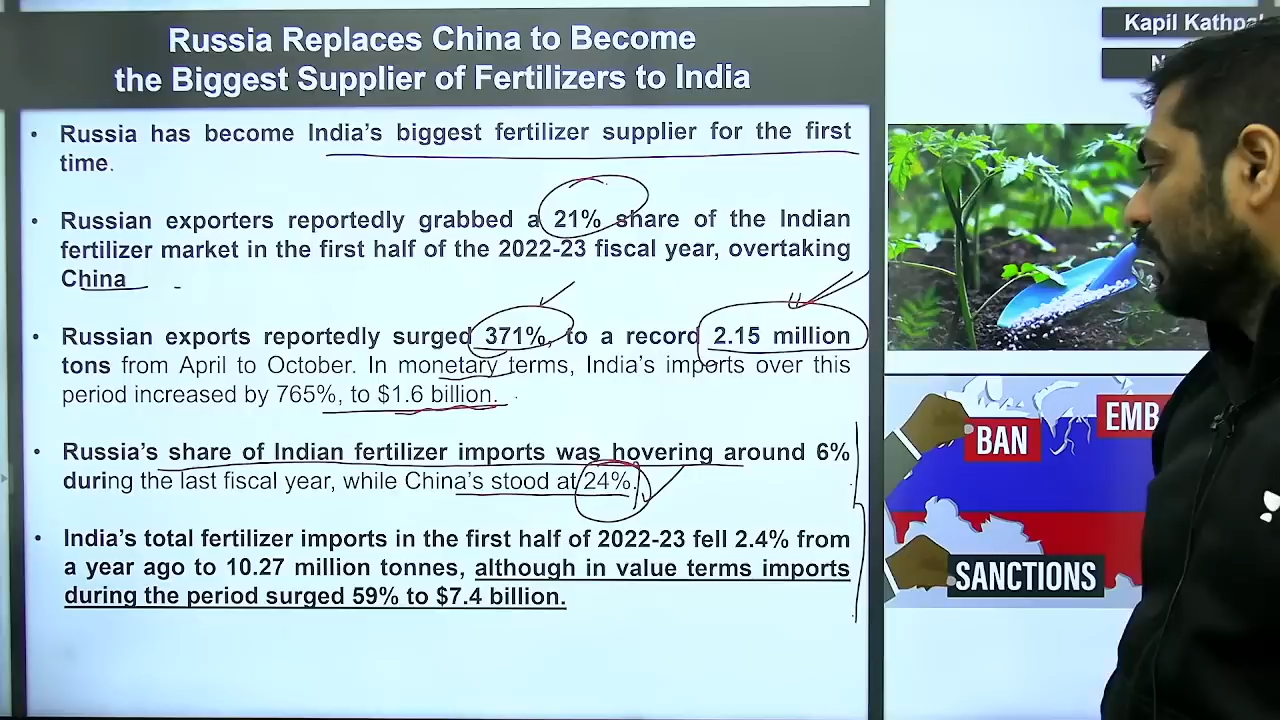 Russia Replaces China to Become
the Biggest Supplier of Fertilizers to India
Kapil
• Russia has become India's biggest fertilizer supplier for the first
time.
• Russian exporters reportedly grabbed a 21% share of the Indian
fertilizer market in the first half of the 2022-23 fiscal year, overtaking
China
• Russian exports reportedly surged 371%, to a record 2.15 million
tons from April to October. In monetary terms, India's imports over this
period increased by 765%, to $1.6 billion.
• Russia's share of Indian fertilizer imports was hovering around 6%
during the last fiscal year, while China's stood at 24%.
• India's total fertilizer imports in the first half of 2022-23 fell 2.4% from
a year ago to 10.27 million tonnes, although in value terms imports
during the period surged 59% to $7.4 billion.
BAN
SANCTIONS